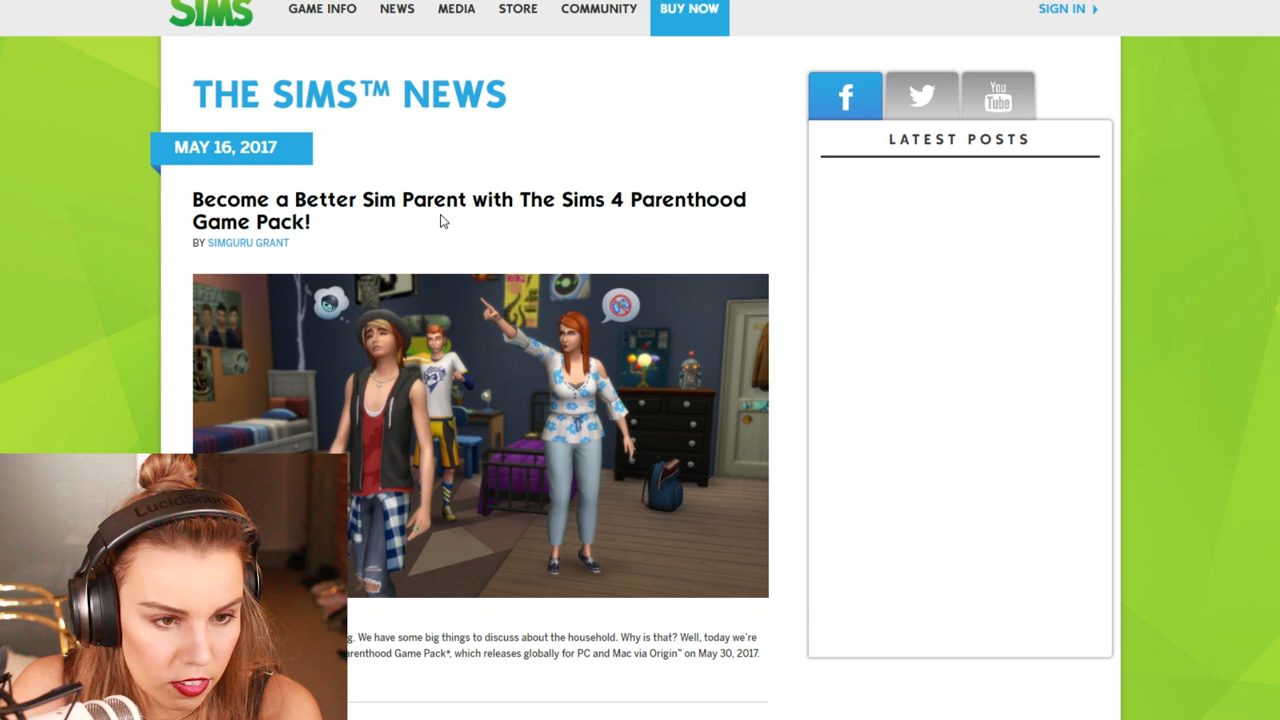 SIMS
GAME INFO NEWS MEDIA STORE COMMUNITY BUY NOW SIGN IN
THE SIMS™ NEWS
MAY 16, 2017
Become a Better Sim Parent with The Sims 4 Parenthood
Game Pack!
BY SIMGURU GRANT
f You Tube
LATEST POSTS
LucidSound
g. We have some big things to discuss about the household. Why is that? Well, today we're
arenthood Game Pack*, which releases globally for PC and Mac via Origin™ on May 30, 2017.